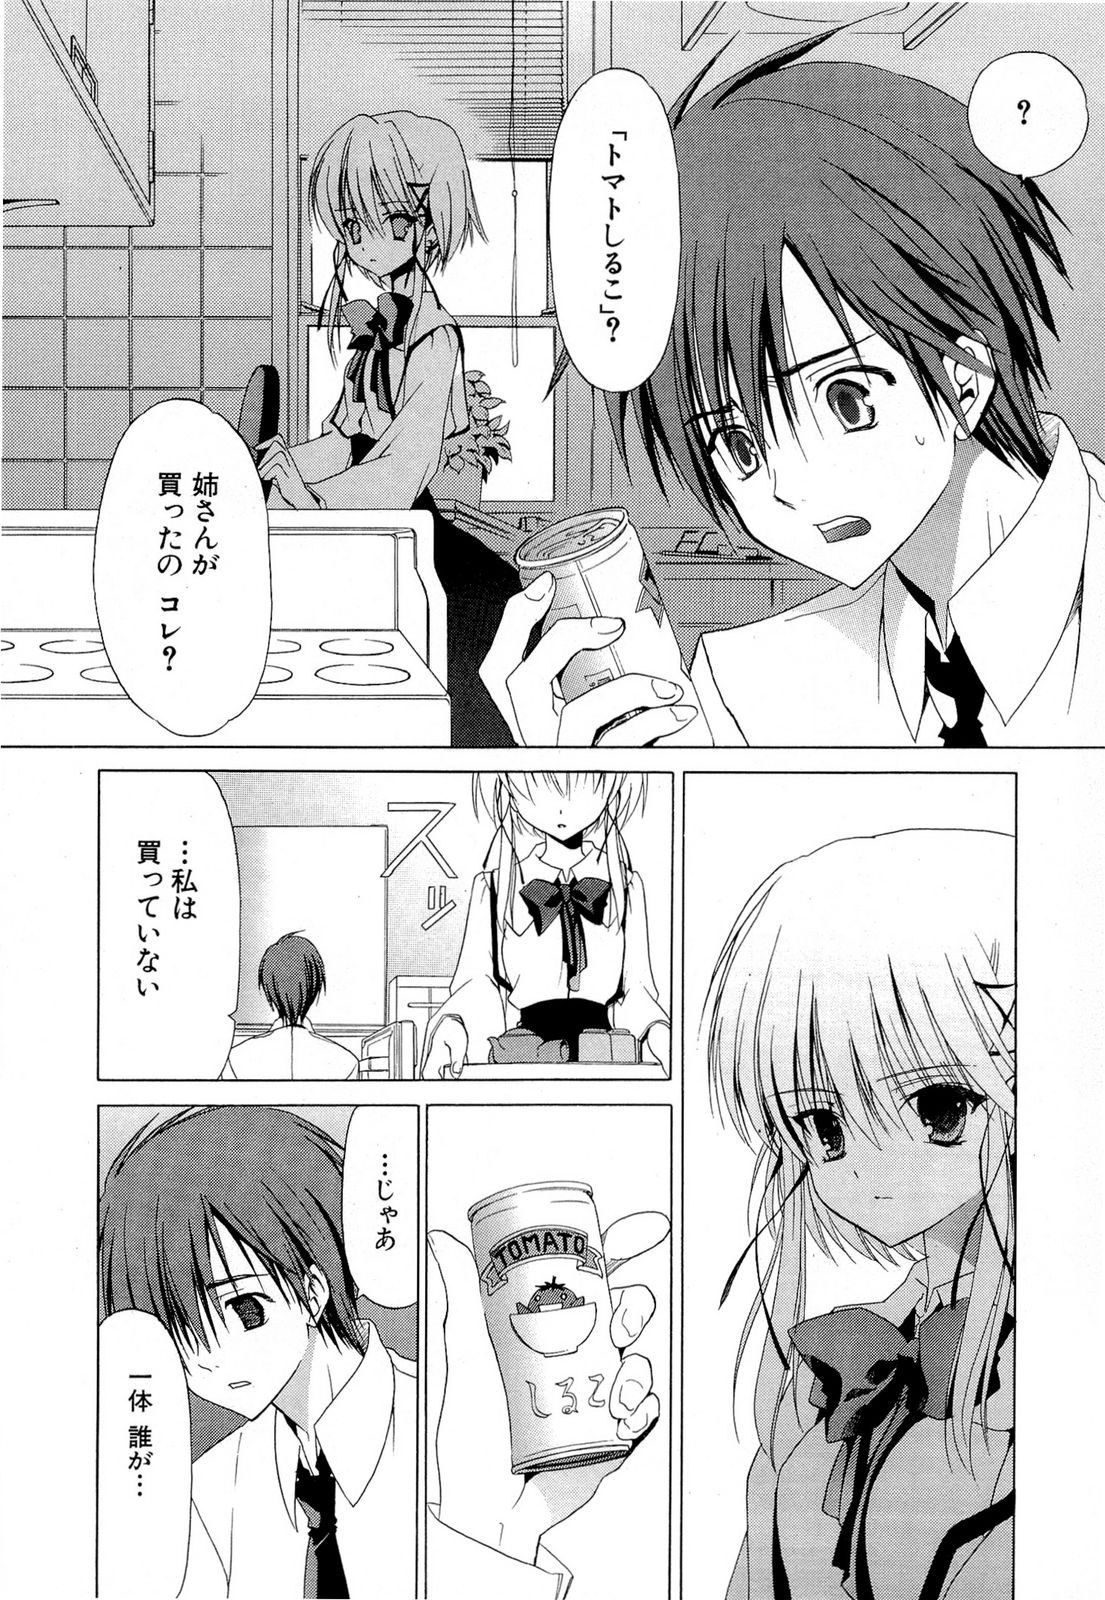 ?
「トマトしるこ」?
姉さんが
買ったの コレ?
スッ
…私は
買っていない
TOMATO
しるこ
…じゃあ
一体 誰が…